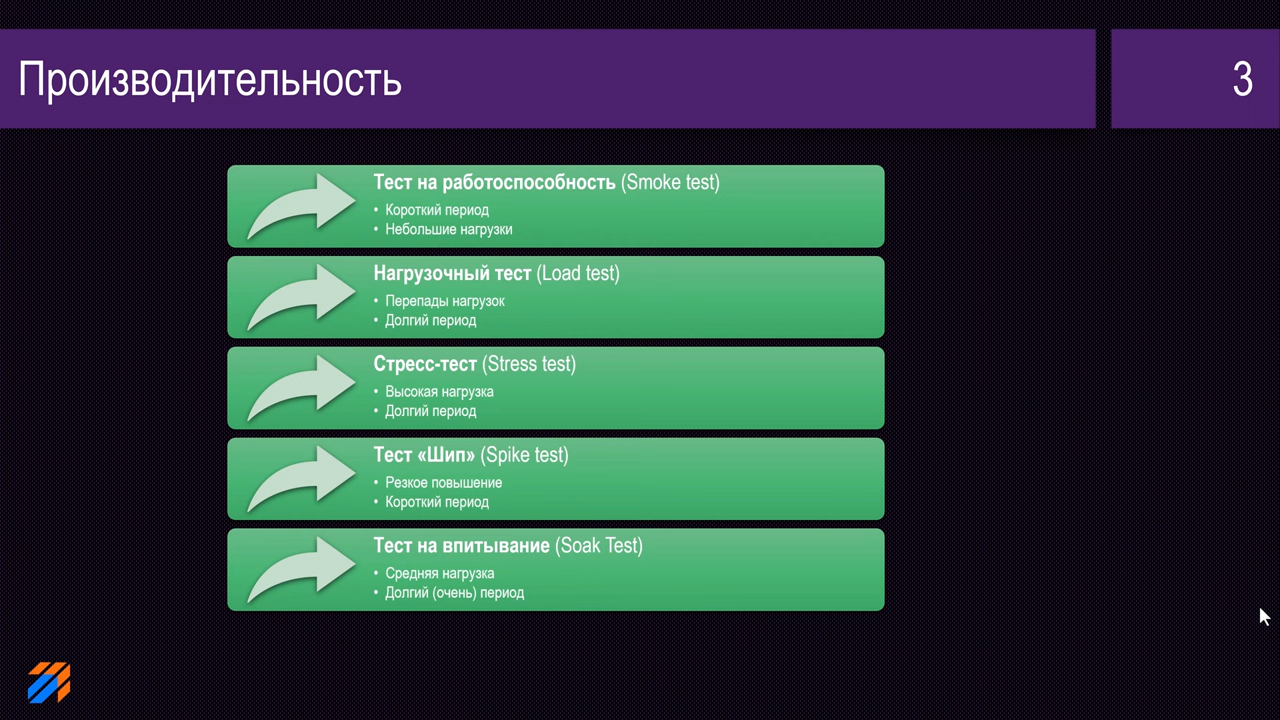 Производительность
3
Тест на работоспособность (Smoke test)
• Короткий период
• Небольшие нагрузки
Нагрузочный тест (Load test)
• Перепады нагрузок
• Долгий период
Стресс-тест (Stress test)
• Высокая нагрузка
• Долгий период
Тест «Шип» (Spike test)
• Резкое повышение
• Короткий период
Тест на впитывание (Soak Test)
• Средняя нагрузка
• Долгий (очень) период